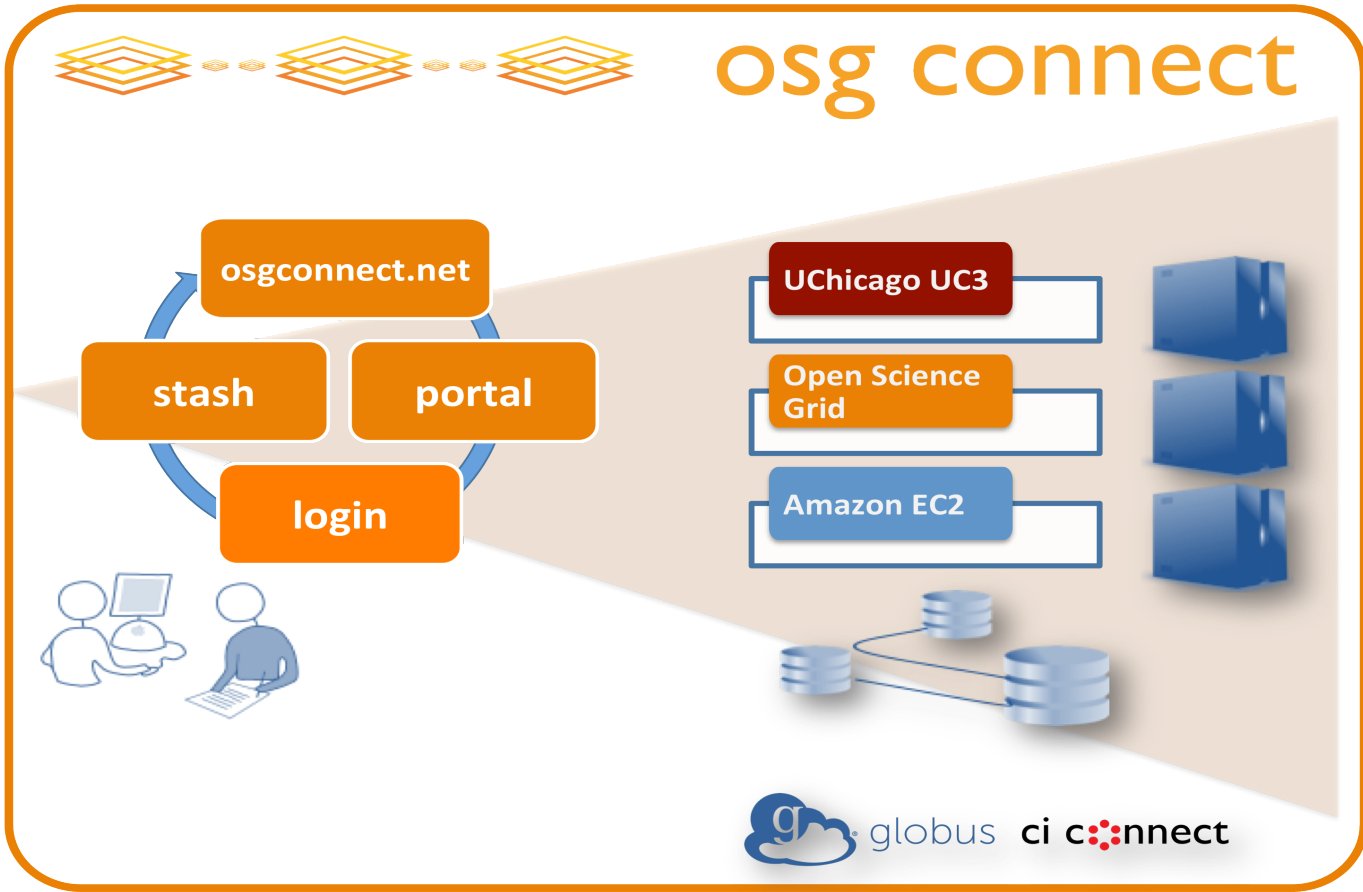 osg connect
osgconnect.net
stash
portal
login
UChicago UC3
Open Science
Grid
Amazon EC2
g
globus
ci connect